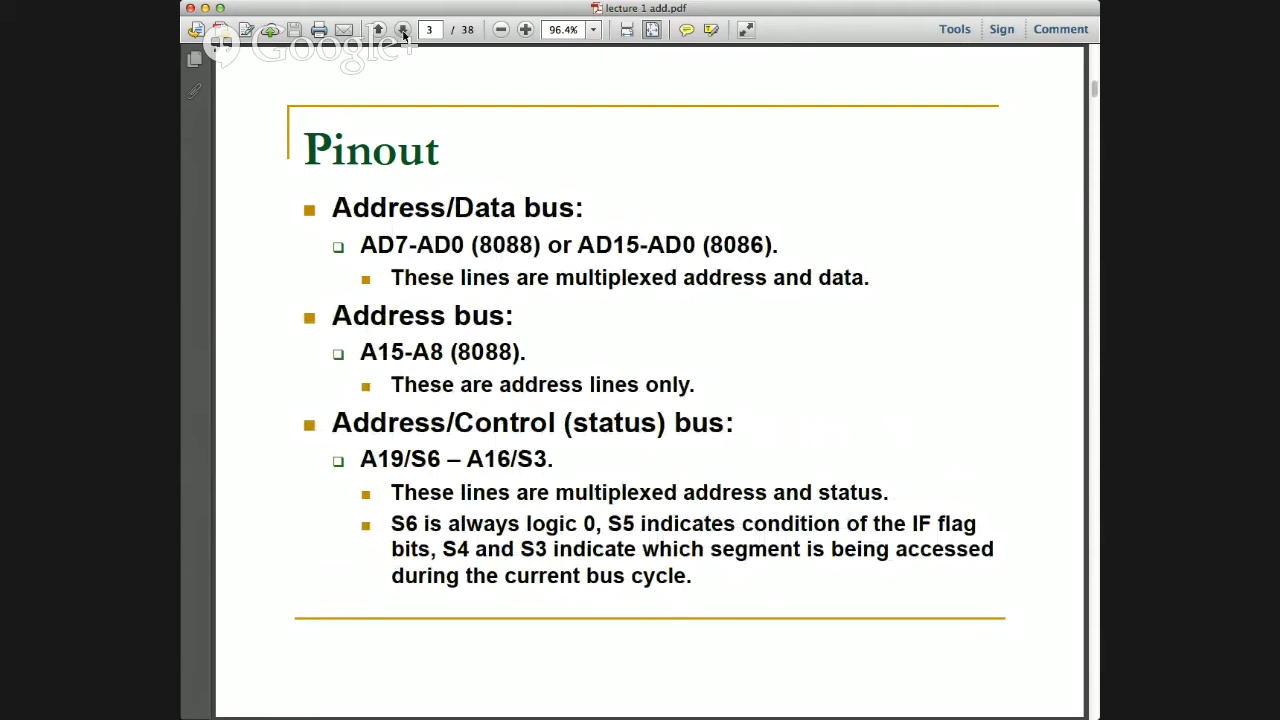 lecture 1 add.pdf
3 / 38 96.4% Tools Sign Comment
Google+
Pinout
Address/Data bus:
AD7-AD0 (8088) or AD15-AD0 (8086).
These lines are multiplexed address and data.
Address bus:
A15-A8 (8088).
These are address lines only.
Address/Control (status) bus:
A19/S6 – A16/S3.
These lines are multiplexed address and status.
S6 is always logic 0, S5 indicates condition of the IF flag
bits, S4 and S3 indicate which segment is being accessed
during the current bus cycle.